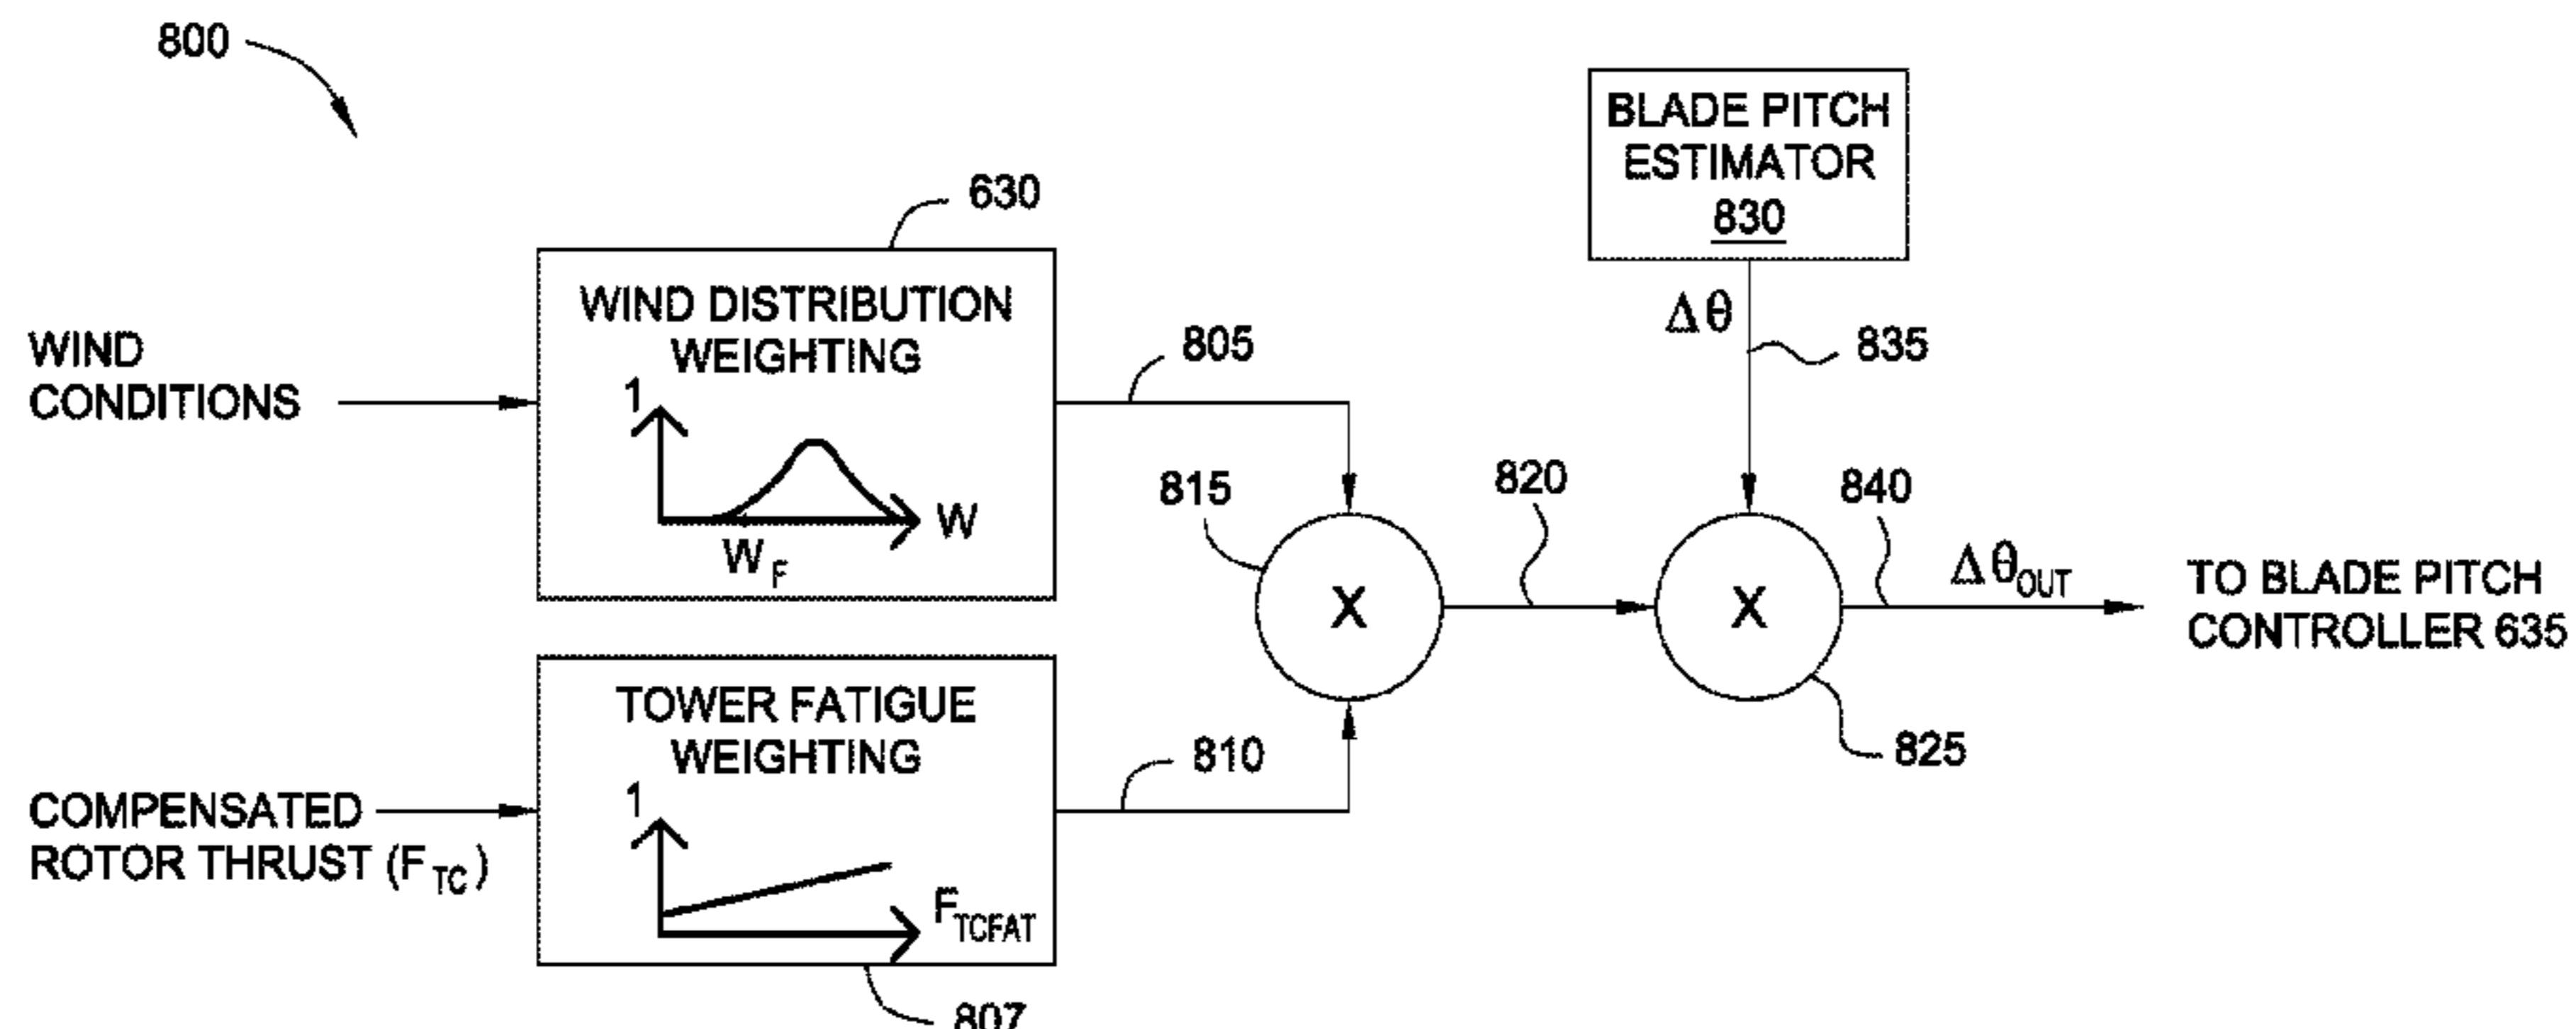 800
BLADE PITCH
ESTIMATOR
830
630
WIND DISTRIBUTION
WEIGHTING
1
W
W F
WIND
CONDITIONS
805
Δθ
835
815
820
840
X
X
ΔθOUT
TO BLADE PITCH
CONTROLLER 635
825
TOWER FATIGUE
WEIGHTING
1
FTCFAT
COMPENSATED
ROTOR THRUST (F TC)
810
807